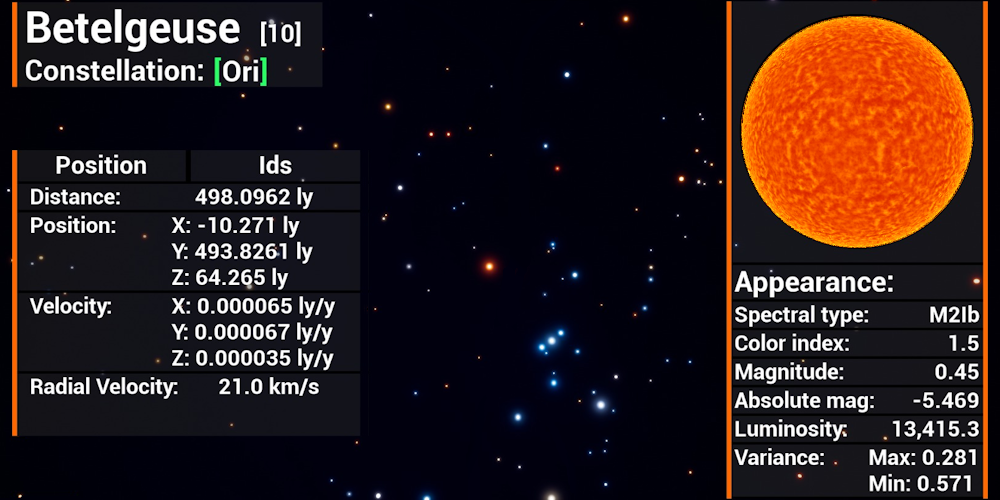 Betelgeuse [10]
Constellation: [Ori]
Position Ids
Distance: 498.0962 ly
Position: X: -10.271 ly
Y: 493.8261 ly
Z: 64.265 ly
Velocity: X: 0.000065 ly/y
Y: 0.000067 ly/y
Z: 0.000035 ly/y
Radial Velocity: 21.0 km/s
Appearance:
Spectral type: M2Ib
Color index: 1.5
Magnitude: 0.45
Absolute mag: -5.469
Luminosity: 13,415.3
Variance: Max: 0.281
Min: 0.571